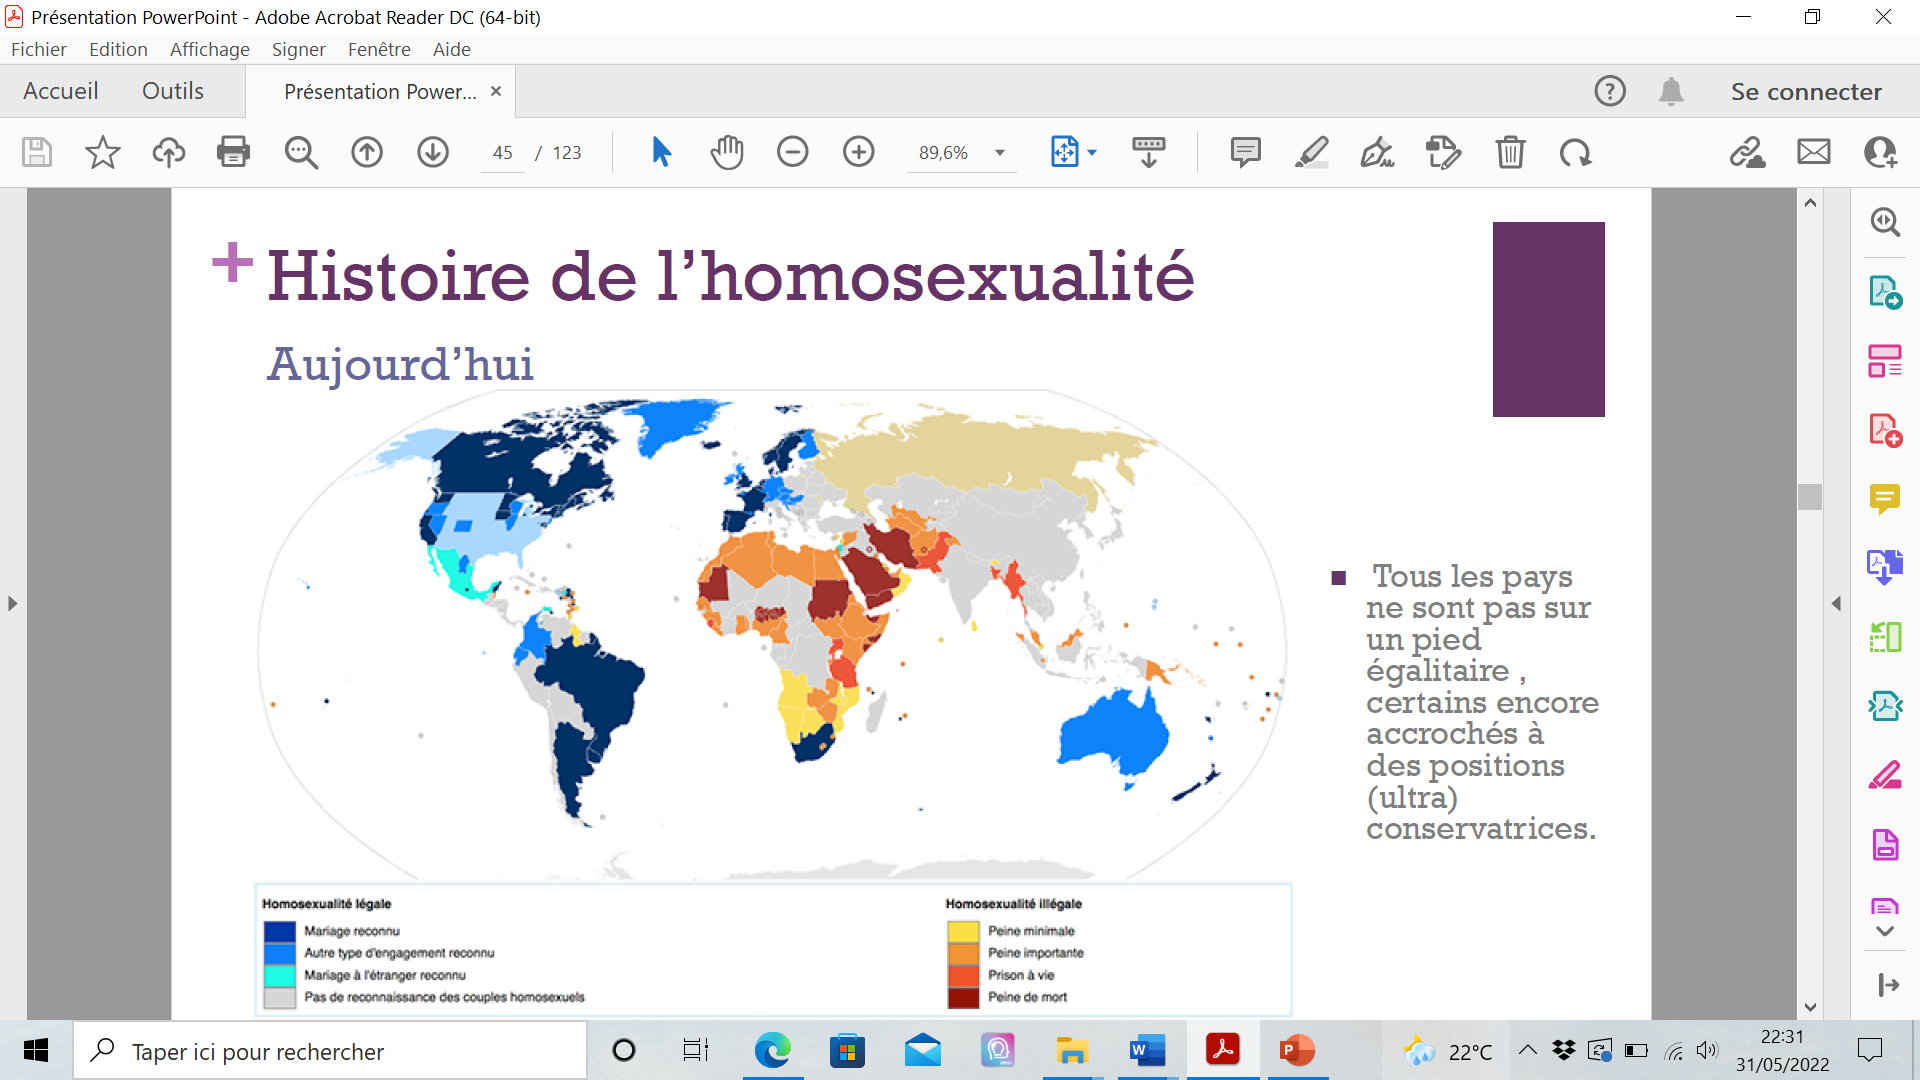 Présentation PowerPoint - Adobe Acrobat Reader DC (64-bit)
Fichier Edition Affichage Signer Fenêtre Aide
Accueil Outils Présentation Power... Se connecter
45 / 123 89,6%
+ Histoire de l’homosexualité
Aujourd’hui
Tous les pays
ne sont pas sur
un pied
égalitaire ,
certains encore
accrochés à
des positions
(ultra)
conservatrices.
Homosexualité légale
Mariage reconnu
Autre type d'engagement reconnu
Mariage à l'étranger reconnu
Pas de reconnaissance des couples homosexuels
Homosexualité illégale
Peine minimale
Peine importante
Prison à vie
Peine de mort
Taper ici pour rechercher
22°C
22:31
31/05/2022